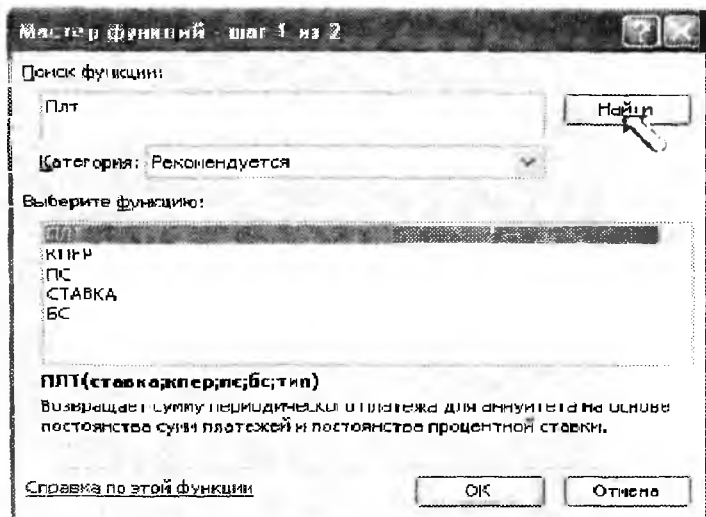 Мастер функций - шаг 1 из 2
Поиск функции:
Плт
Найти
Категория: Рекомендуется
Выберите функцию:
ПЛТ
КПЕР
ПС
СТАВКА
БС
ПЛТ(ставка;кпер;пс;бс;тип)
Возвращает сумму периодического платежа для аннуитета на основе
постоянства сумм платежей и постоянства процентной ставки.
Справка по этой функции
ОК
Отмена